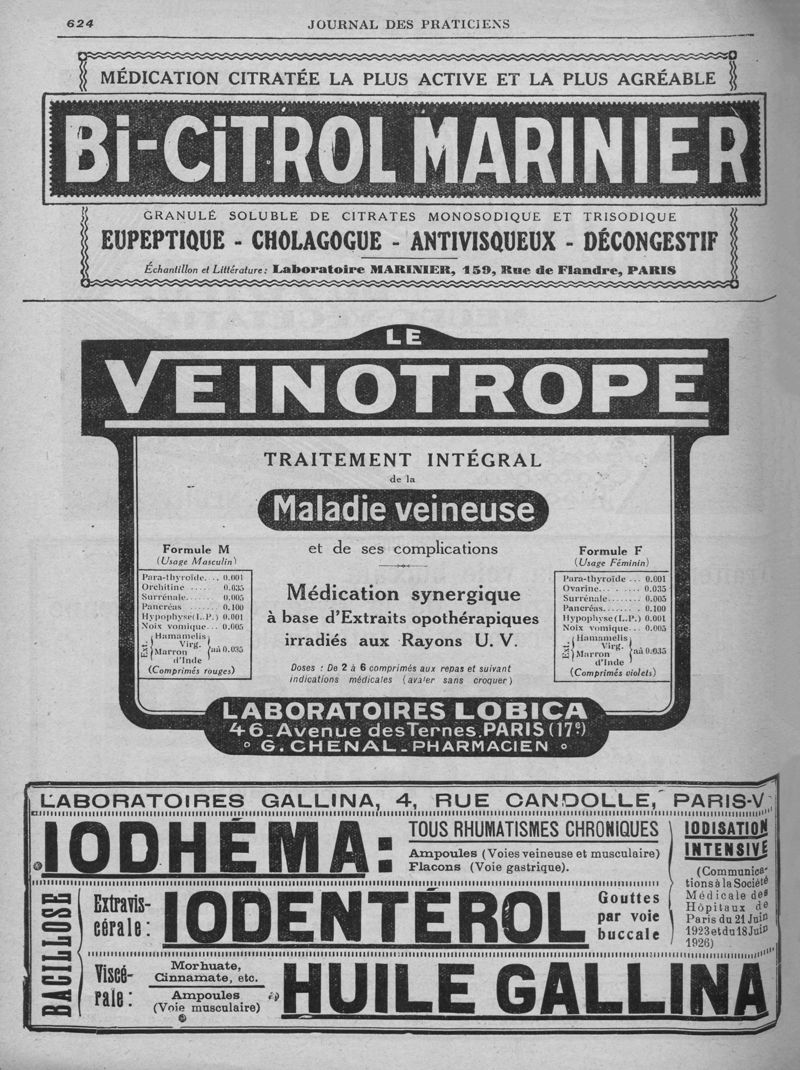 624
JOURNAL DES PRATICIENS
MÉDICATION CITRATÉE LA PLUS ACTIVE ET LA PLUS AGRÉABLE
Bi-CiTROL MARINIER
GRANULÉ SOLUBLE DE CITRATES MONOSODIQUE ET TRISODIQUE
EUPEPTIQUE - CHOLAGOGUE - ANTIVISQUEUX - DÉCONGESTIF
Échantillon et Littérature: Laboratoire MARINIER, 159, Rue de Flandre, PARIS
LE
VEINOTROPE
TRAITEMENT INTÉGRAL
de la
Maladie veineuse
et de ses complications
Médication synergique
à base d'Extraits opothérapiques
irradiés aux Rayons U. V.
Doses : De 2 à 6 comprimés aux repas et suivant
indications médicales (avaler sans croquer)
Formule M
(Usage Masculin)
Para-thyroïde... 0.001
Orchitine ..... 0.035
Surrénale...... 0.005
Pancréas ...... 0.100
Hypophyse(L.P.) 0.001
Noix vomique... 0.005
Ext. { Hamamelis
Virg.
Marron
d'Inde } āā 0.035
(Comprimés rouges)
Formule F
(Usage Féminin)
Para-thyroïde ... 0.001
Ovarine.. . . . . . . 0.035
Surrénale........ 0.005
Pancréas....... . 0.100
Hypophyse (L.P.) 0.001
Noix vomique... 0.005
Ext. { Hamamelis
Virg.
Marron
d'Inde } āā 0.035
(Comprimés violets)
LABORATOIRES LOBICA
46_Avenue des Ternes. PARIS (17e)
G. CHENAL_PHARMACIEN
LABORATOIRES GALLINA, 4, RUE CANDOLLE, PARIS-V
IODHÉMA:
TOUS RHUMATISMES CHRONIQUES
Ampoules (Voies veineuse et musculaire)
Flacons (Voie gastrique).
IODISATION
INTENSIVE
(Communica-
tions à la Société
Médicale des
Hôpitaux de
Paris du 21 Juin
1923 et du 18 Juin
1926)
BACILLOSE
Extravis-
cérale:
IODENTÉROL
Gouttes
par voie
buccale
Viscé-
rale:
Morhuate,
Cinnamate, etc.
Ampoules
(Voie musculaire)
HUILE GALLINA